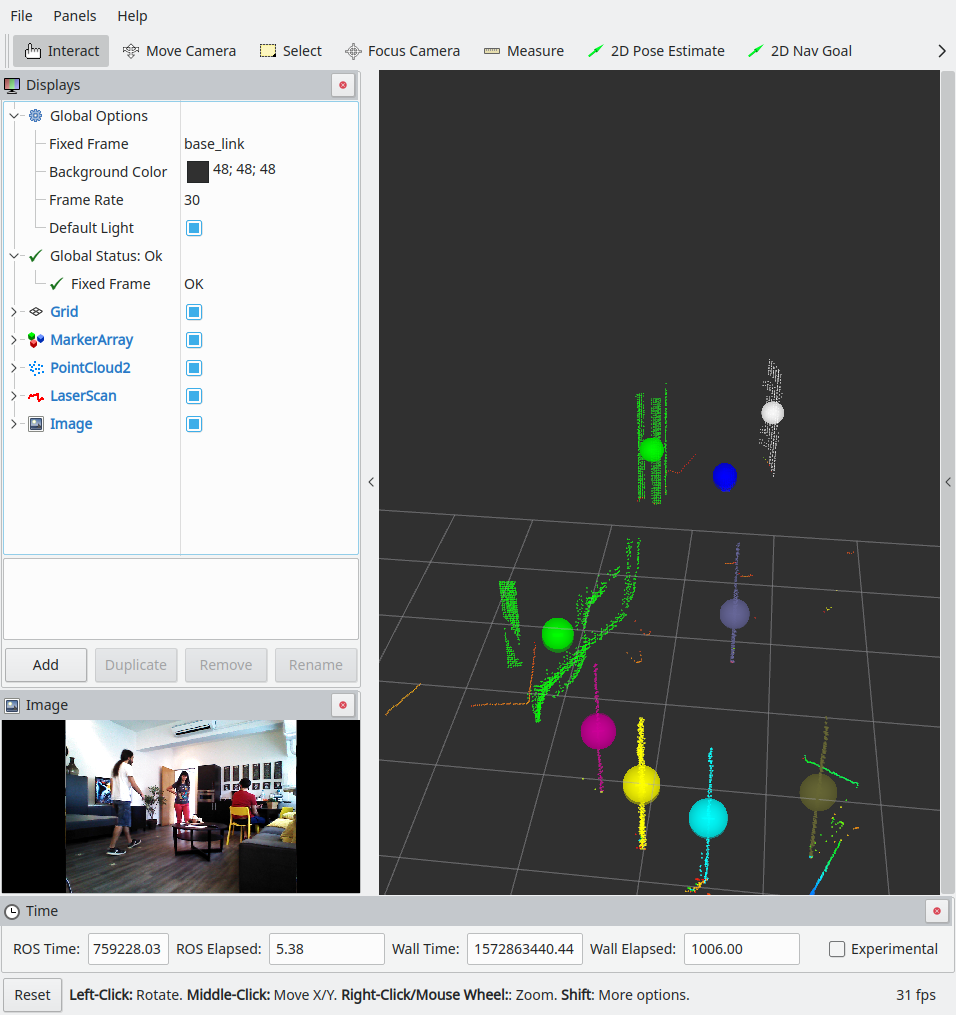 File Panels Help
Interact Move Camera Select Focus Camera Measure 2D Pose Estimate 2D Nav Goal
Displays
Global Options
Fixed Frame base_link
Background Color 48; 48; 48
Frame Rate 30
Default Light
Global Status: Ok
Fixed Frame OK
Grid
MarkerArray
PointCloud2
LaserScan
Image
Add Duplicate Remove Rename
Image
Time
ROS Time: 759228.03 ROS Elapsed: 5.38 Wall Time: 1572863440.44 Wall Elapsed: 1006.00 Experimental
Reset Left-Click: Rotate. Middle-Click: Move X/Y. Right-Click/Mouse Wheel:: Zoom. Shift: More options. 31 fps